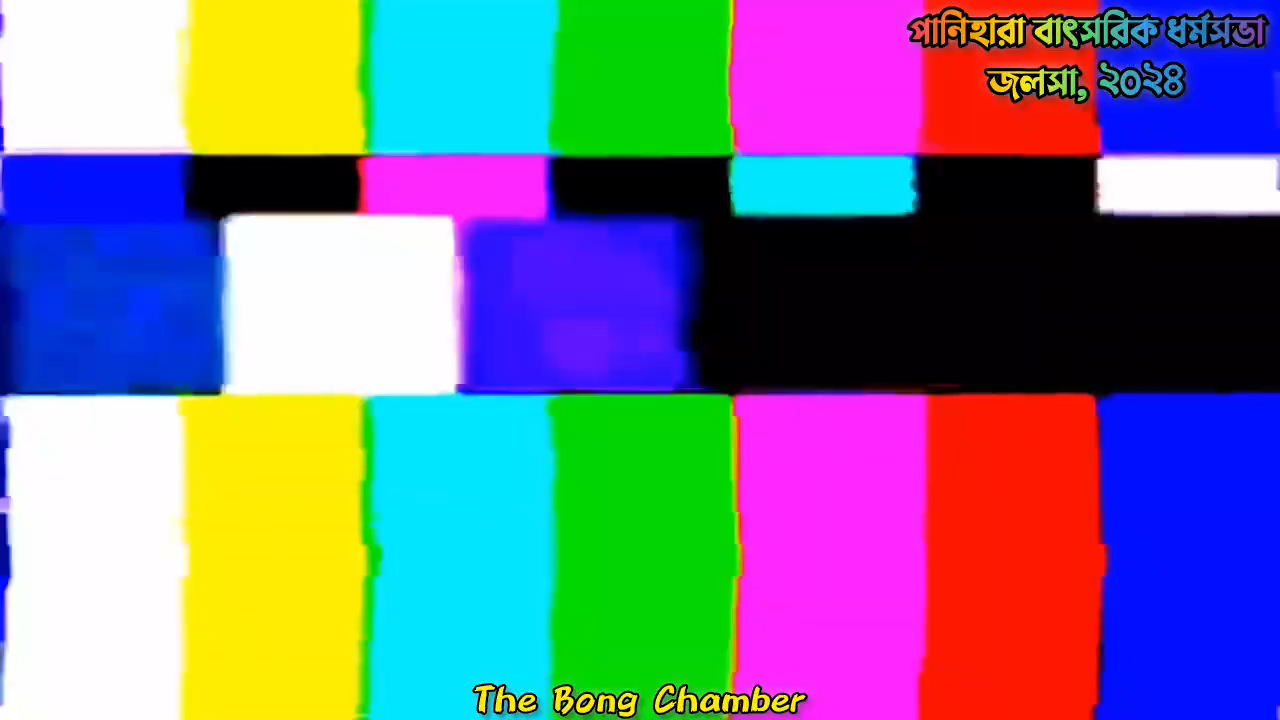 পানিহারা বাৎসরিক ধর্মসভা
জলসা, ২০২৪
The Bong Chamber